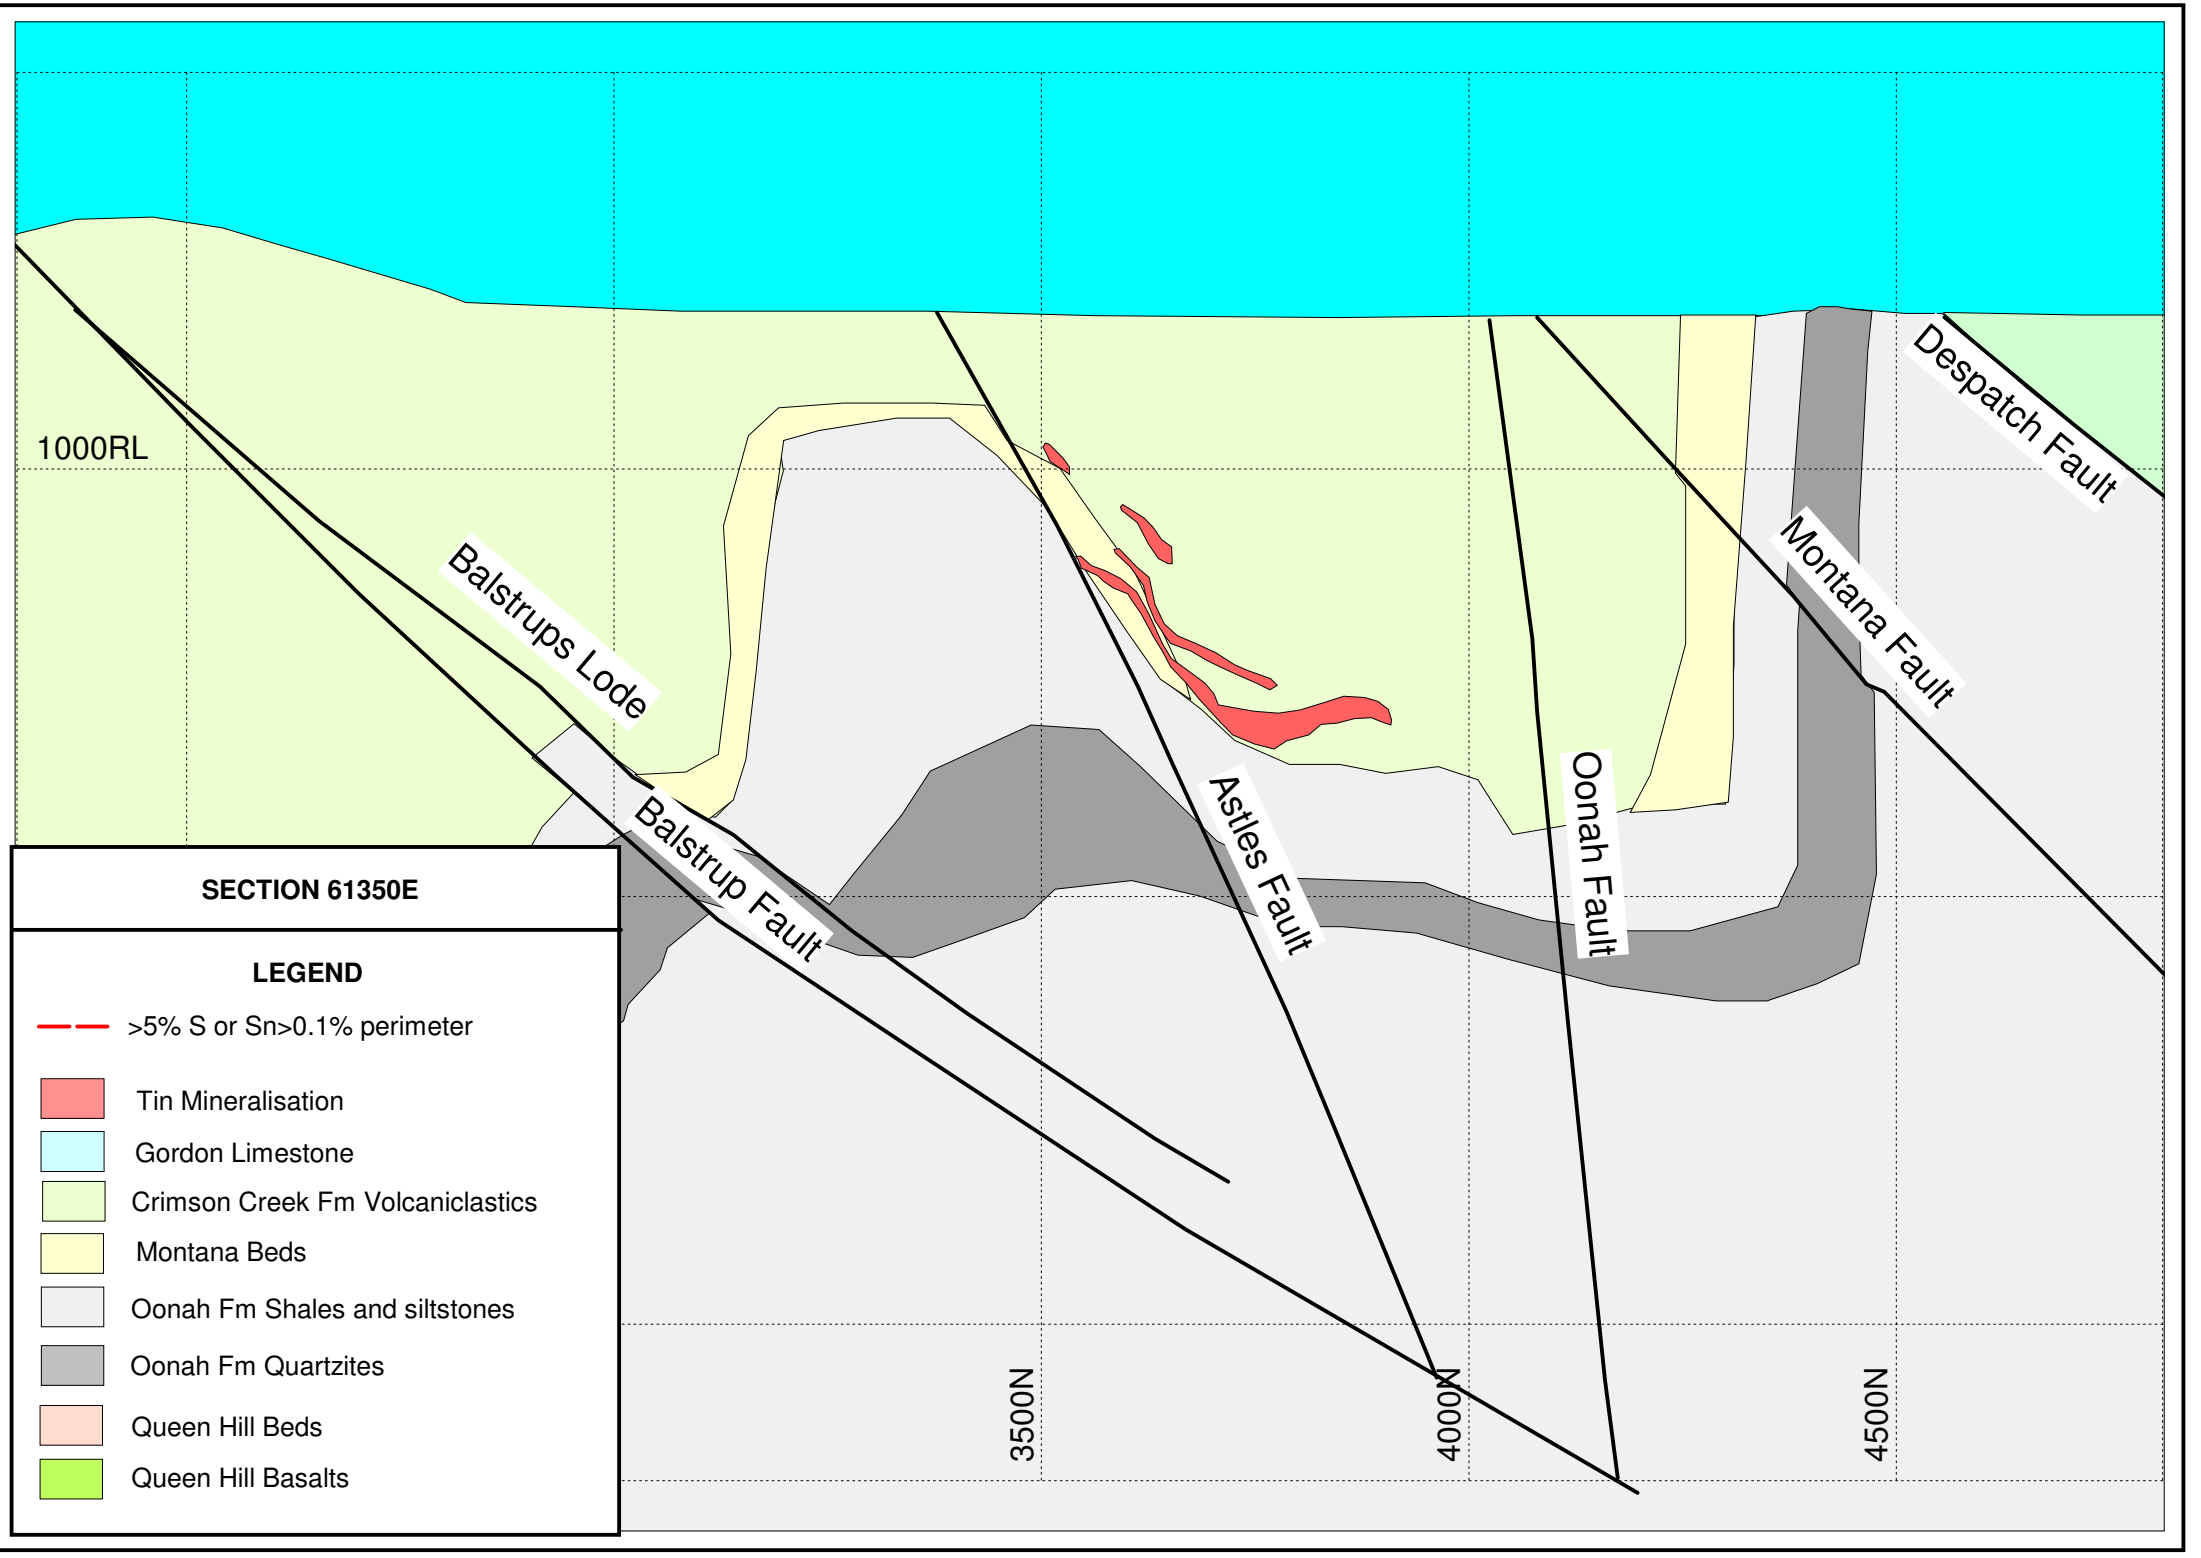 1000RL
Balstrups Lode
Balstrup Fault
Astles Fault
Oonah Fault
Montana Fault
Despatch Fault
3500N
4000N
4500N
SECTION 61350E
LEGEND
>5% S or Sn>0.1% perimeter
Tin Mineralisation
Gordon Limestone
Crimson Creek Fm Volcaniclastics
Montana Beds
Oonah Fm Shales and siltstones
Oonah Fm Quartzites
Queen Hill Beds
Queen Hill Basalts